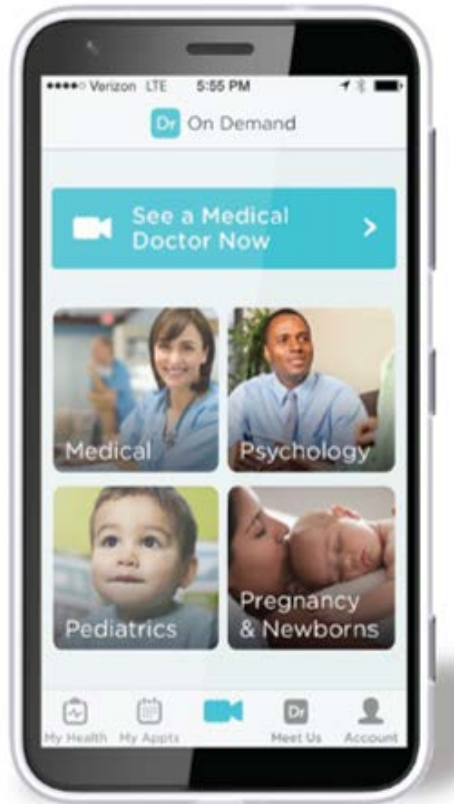 Verizon LTE 5:55 PM
Dr On Demand
See a Medical
Doctor Now
Medical
Psychology
Pediatrics
Pregnancy
& Newborns
My Health My Appts Dr Meet Us Account